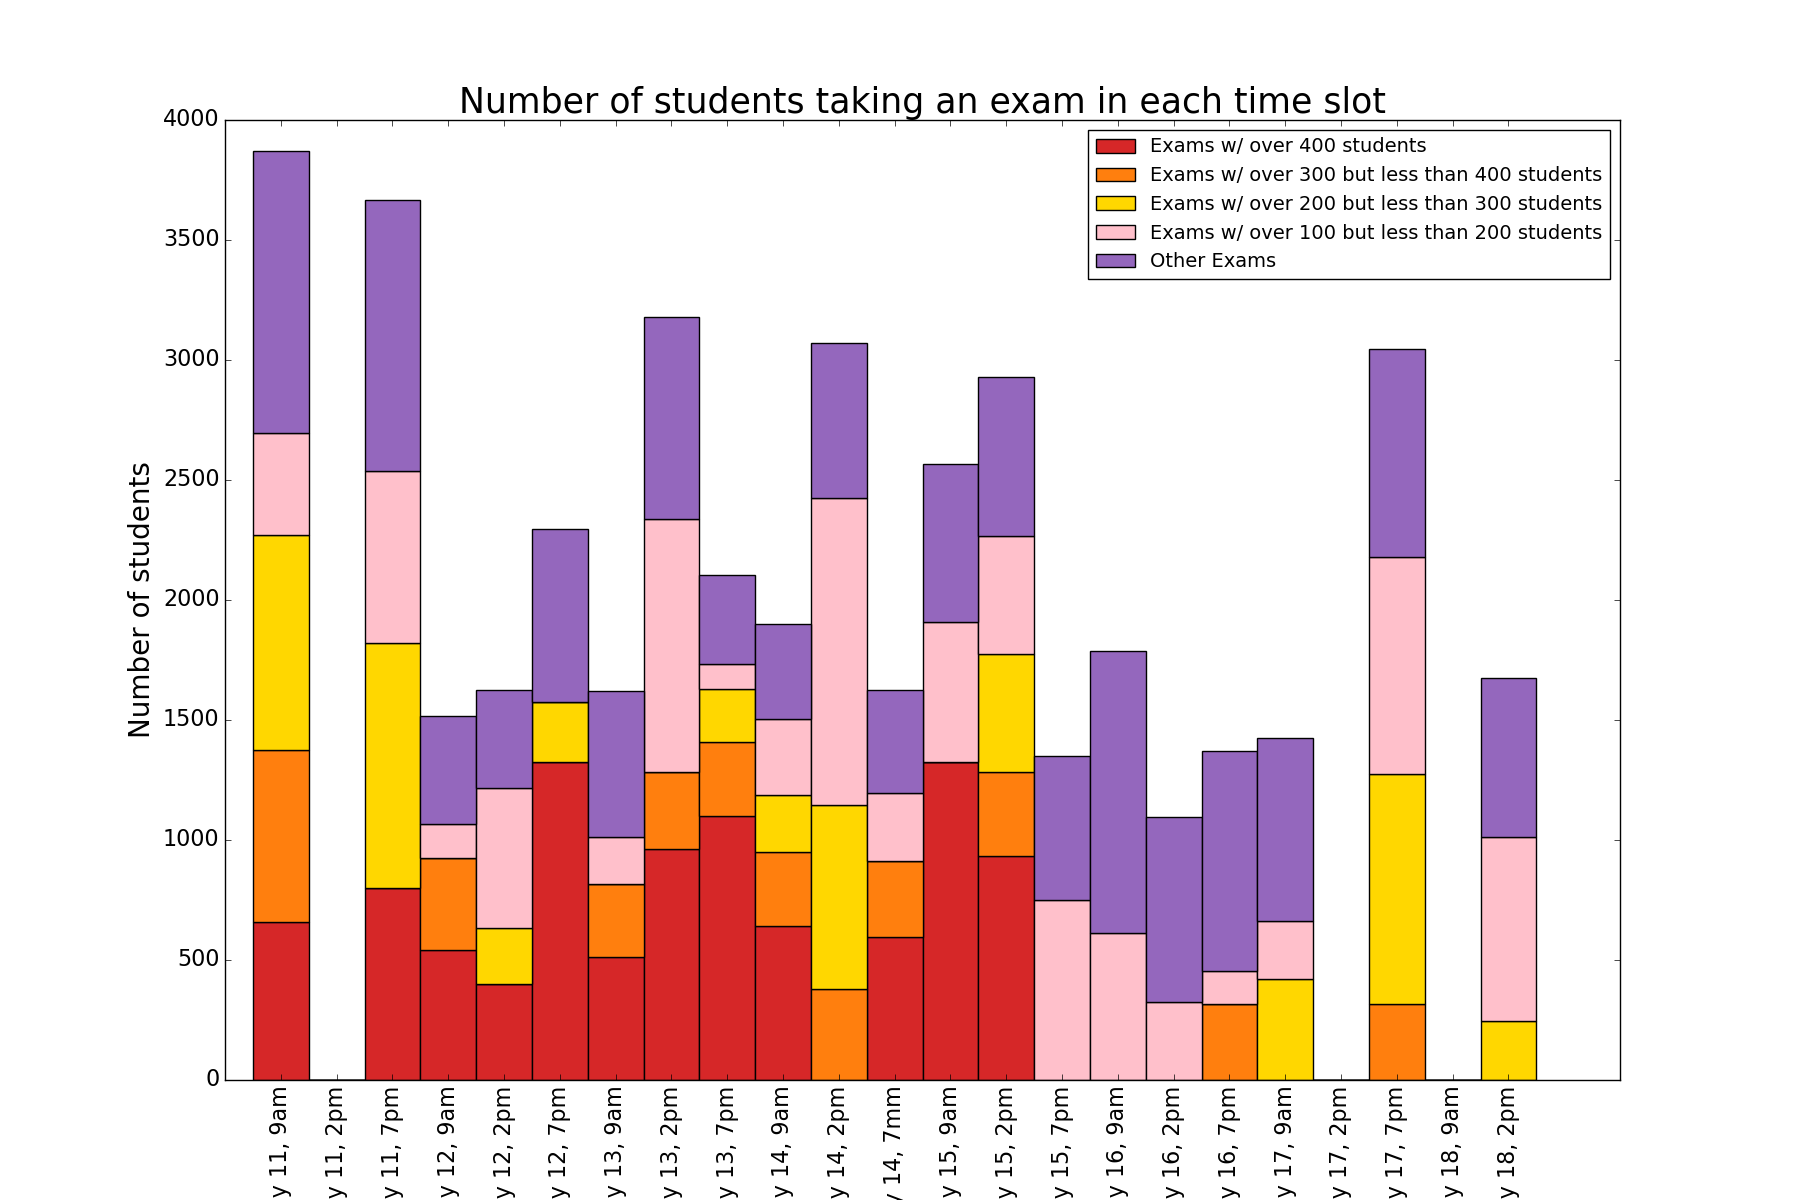 Number of students taking an exam in each time slot
Exams w/ over 400 students
Exams w/ over 300 but less than 400 students
Exams w/ over 200 but less than 300 students
Exams w/ over 100 but less than 200 students
Other Exams
Number of students
4000
3500
3000
2500
2000
1500
1000
500
0
y 11, 9am
y 11, 2pm
y 11, 7pm
y 12, 9am
y 12, 2pm
y 12, 7pm
y 13, 9am
y 13, 2pm
y 13, 7pm
y 14, 9am
y 14, 2pm
y 14, 7mm
y 15, 9am
y 15, 2pm
y 15, 7pm
y 16, 9am
y 16, 2pm
y 16, 7pm
y 17, 9am
y 17, 2pm
y 17, 7pm
y 18, 9am
y 18, 2pm